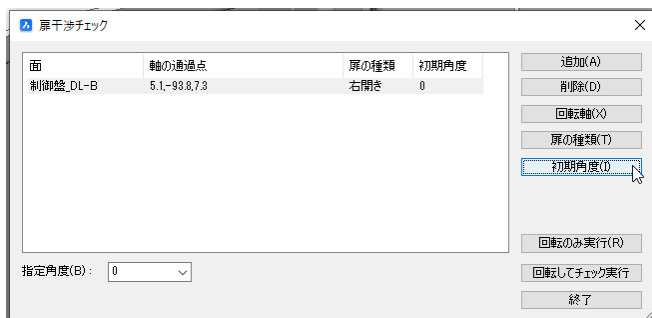 扉干渉チェック
面 軸の通過点 扉の種類 初期角度
制御盤_DL-B 5.1,-93.8,7.3 右開き 0
追加(A)
削除(D)
回転軸(X)
扉の種類(T)
初期角度(I)
回転のみ実行(R)
指定角度(B): 0
回転してチェック実行
終了